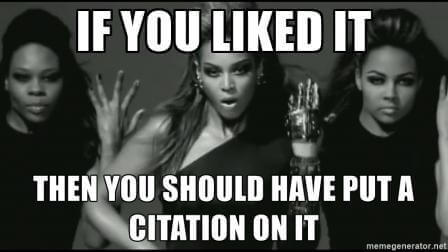 IF YOU LIKED IT
THEN YOU SHOULD HAVE PUT A
CITATION ON IT
memegenerator.net